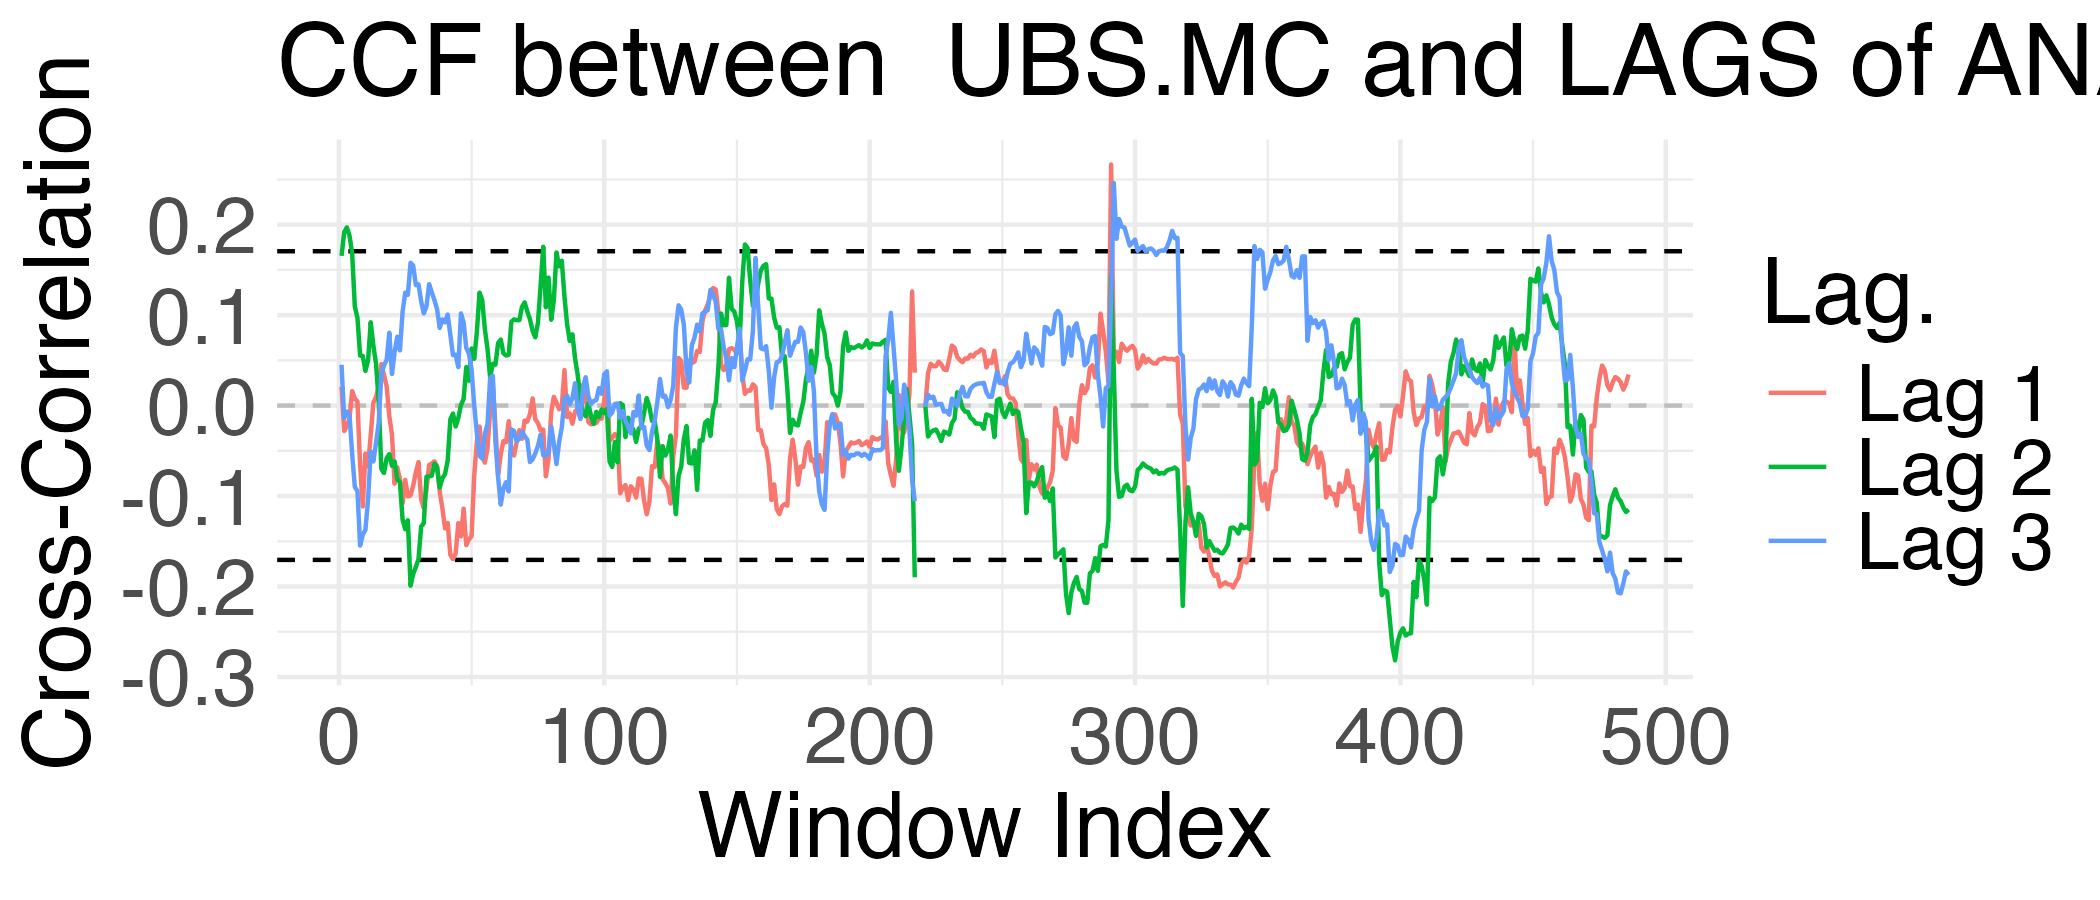 CCF between  UBS.MC and LAGS of AN
Cross-Correlation
0.2
0.1
0.0
-0.1
-0.2
-0.3
0 100 200 300 400 500
Window Index
Lag.
Lag 1
Lag 2
Lag 3